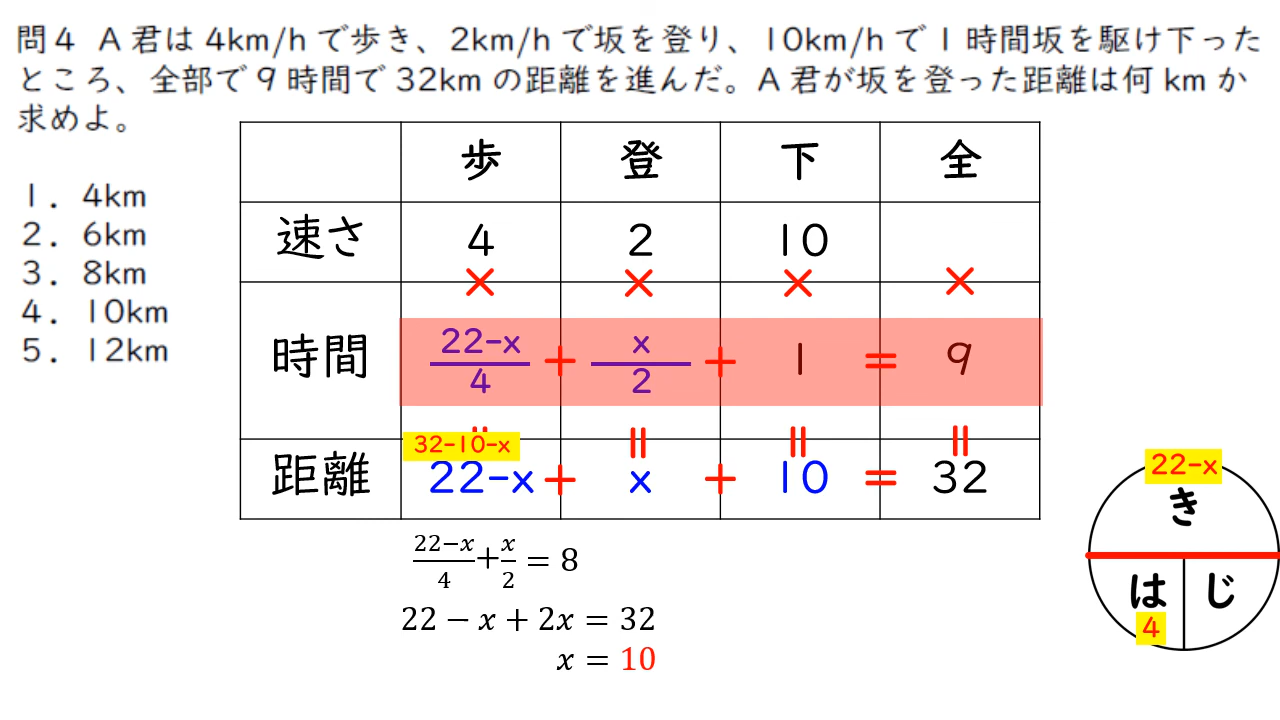 問4 A君は4km/hで歩き、2km/hで坂を登り、10km/hで1時間坂を駆け下った
ところ、全部で9時間で32kmの距離を進んだ。A君が坂を登った距離は何kmか
求めよ。
1. 4km
2. 6km
3. 8km
4. 10km
5. 12km
歩 登 下 全
速さ 4 2 10
× × × ×
時間 22-x/4 + x/2 + 1 = 9
= = = =
32-10-x
距離 22-x + x + 10 = 32
22-x/4 + x/2 = 8
22 - x + 2x = 32
x = 10
22-x
き
は じ
4